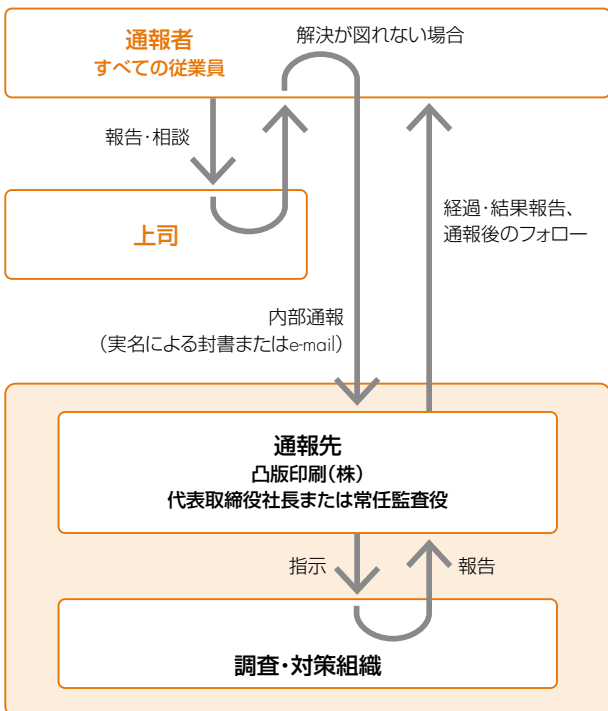 通報者
すべての従業員
解決が図れない場合
報告・相談
上司
経過・結果報告、
通報後のフォロー
内部通報
（実名による封書またはe-mail）
通報先
凸版印刷（株）
代表取締役社長または常任監査役
指示
報告
調査・対策組織